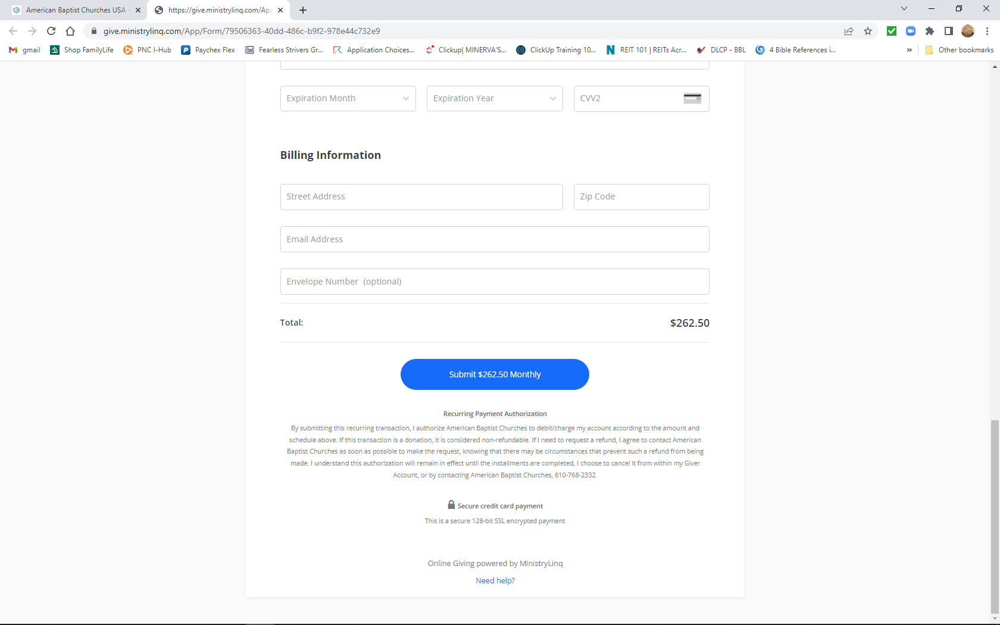 American Baptist Churches USA
https://give.ministrylinq.com/App
give.ministrylinq.com/App/Form/79506363-40dd-486c-b9f2-978e44c732e9
gmail Shop FamilyLife PNC I-Hub Paychex Flex Fearless Strivers Gr... Application Choices... Clickup| MINERVA'S... ClickUp Training 10... REIT 101 | REITs Acr... DLCP - BBL 4 Bible References i... » Other bookmarks
Expiration Month Expiration Year CVV2
Billing Information
Street Address Zip Code
Email Address
Envelope Number (optional)
Total: $262.50
Submit $262.50 Monthly
Recurring Payment Authorization
By submitting this recurring transaction, I authorize American Baptist Churches to debit/charge my account according to the amount and
schedule above. If this transaction is a donation, it is considered non-refundable. If I need to request a refund, I agree to contact American
Baptist Churches as soon as possible to make the request, knowing that there may be circumstances that prevent such a refund from being
made. I understand this authorization will remain in effect until the installments are completed, I choose to cancel it from within my Giver
Account, or by contacting American Baptist Churches, 610-768-2332.
Secure credit card payment
This is a secure 128-bit SSL encrypted payment
Online Giving powered by MinistryLinq
Need help?